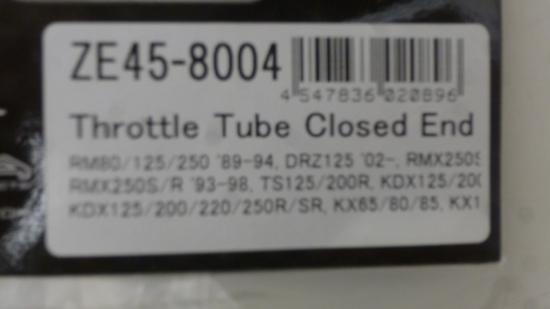 ZE45-8004
4 547836 020896
Throttle Tube Closed End
RM80/125/250 '89-94, DRZ125 '02-, RMX250S
RMX250S/R '93-98, TS125/200R, KDX125/200
KDX125/200/220/250R/SR, KX65/80/85, KX1